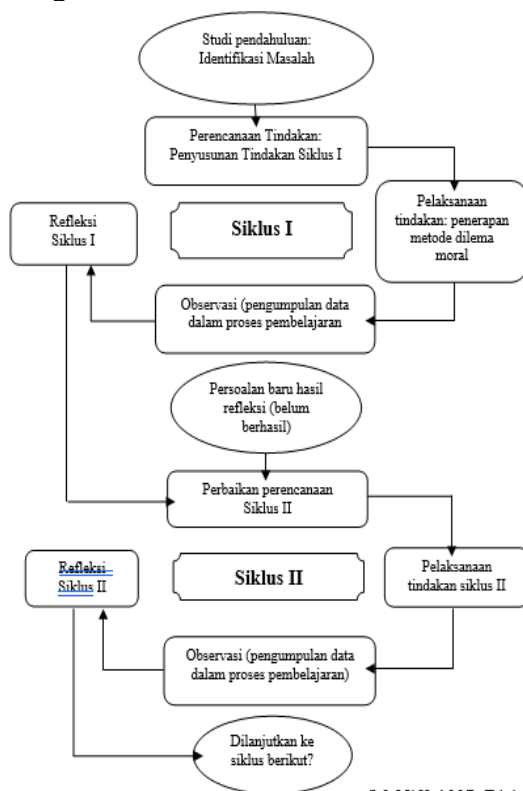 Studi pendahuluan:
Identifikasi Masalah
Perencanaan Tindakan:
Penyusunan Tindakan Siklus I
Pelaksanaan
tindakan: penerapan
metode dilema
moral
Refleksi
Siklus I
Siklus I
Observasi (pengumpulan data
dalam proses pembelajaran
Persoalan baru hasil
refleksi (belum
berhasil)
Perbaikan perencanaan
Siklus II
Pelaksanaan
tindakan siklus II
Refleksi
Siklus II
Siklus II
Observasi (pengumpulan data
dalam proses pembelajaran)
Dilanjutkan ke
siklus berikut?